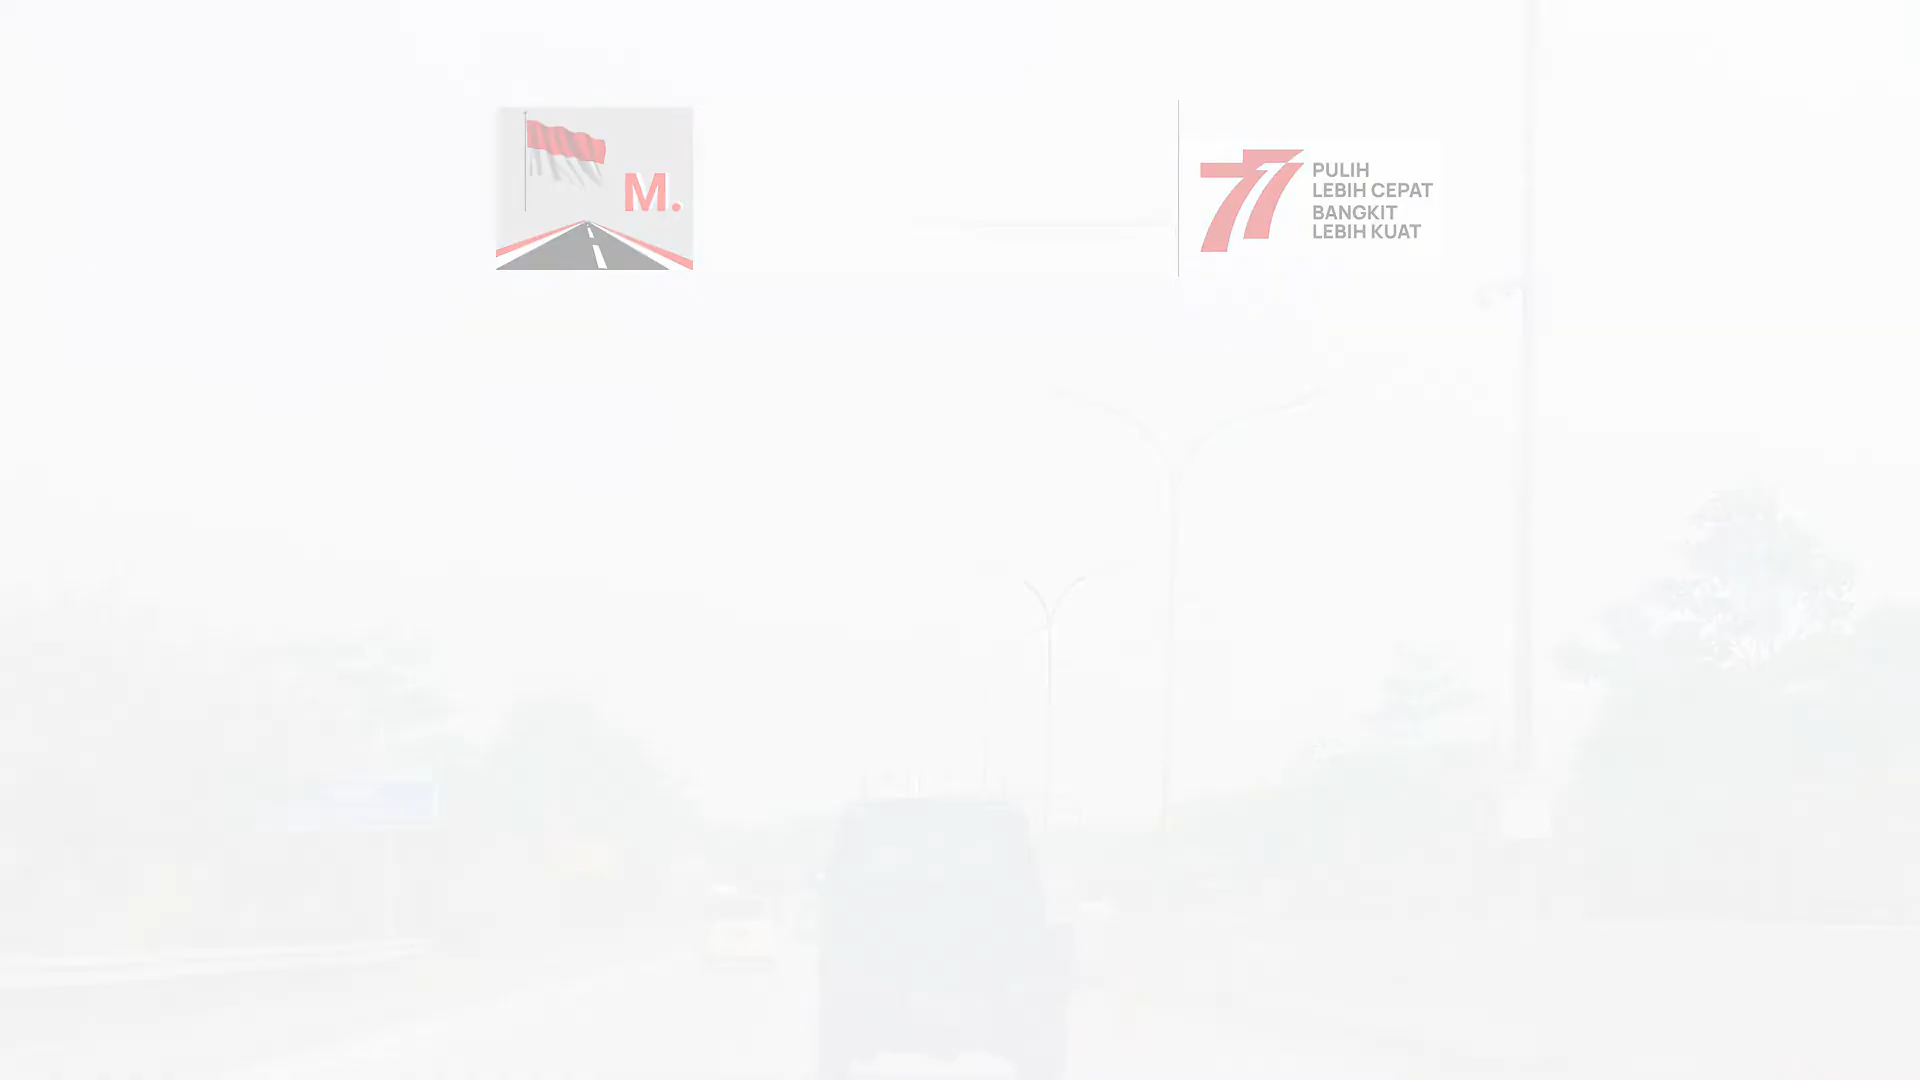 M.
77
PULIH
LEBIH CEPAT
BANGKIT
LEBIH KUAT